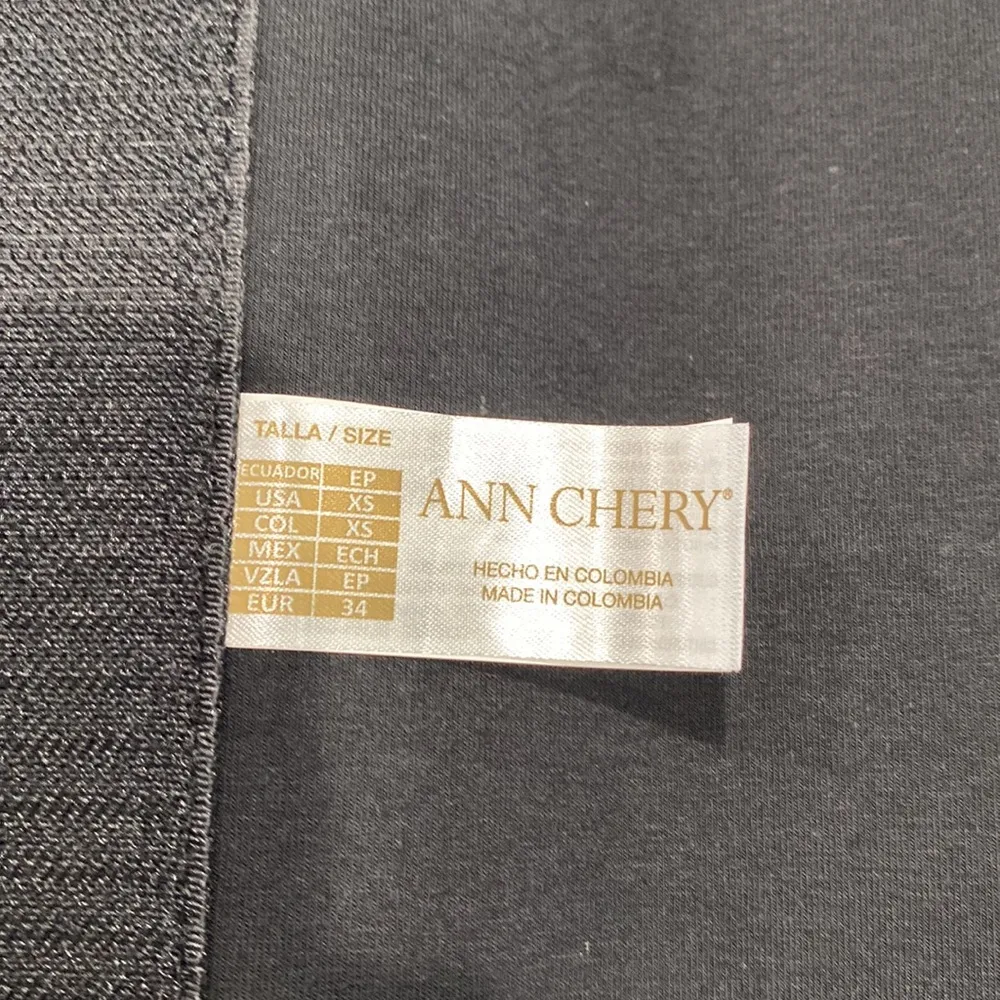 TALLA / SIZE
ECUADOR EP
USA XS
COL XS
MEX ECH
VZLA EP
EUR 34
ANN CHERY®
HECHO EN COLOMBIA
MADE IN COLOMBIA